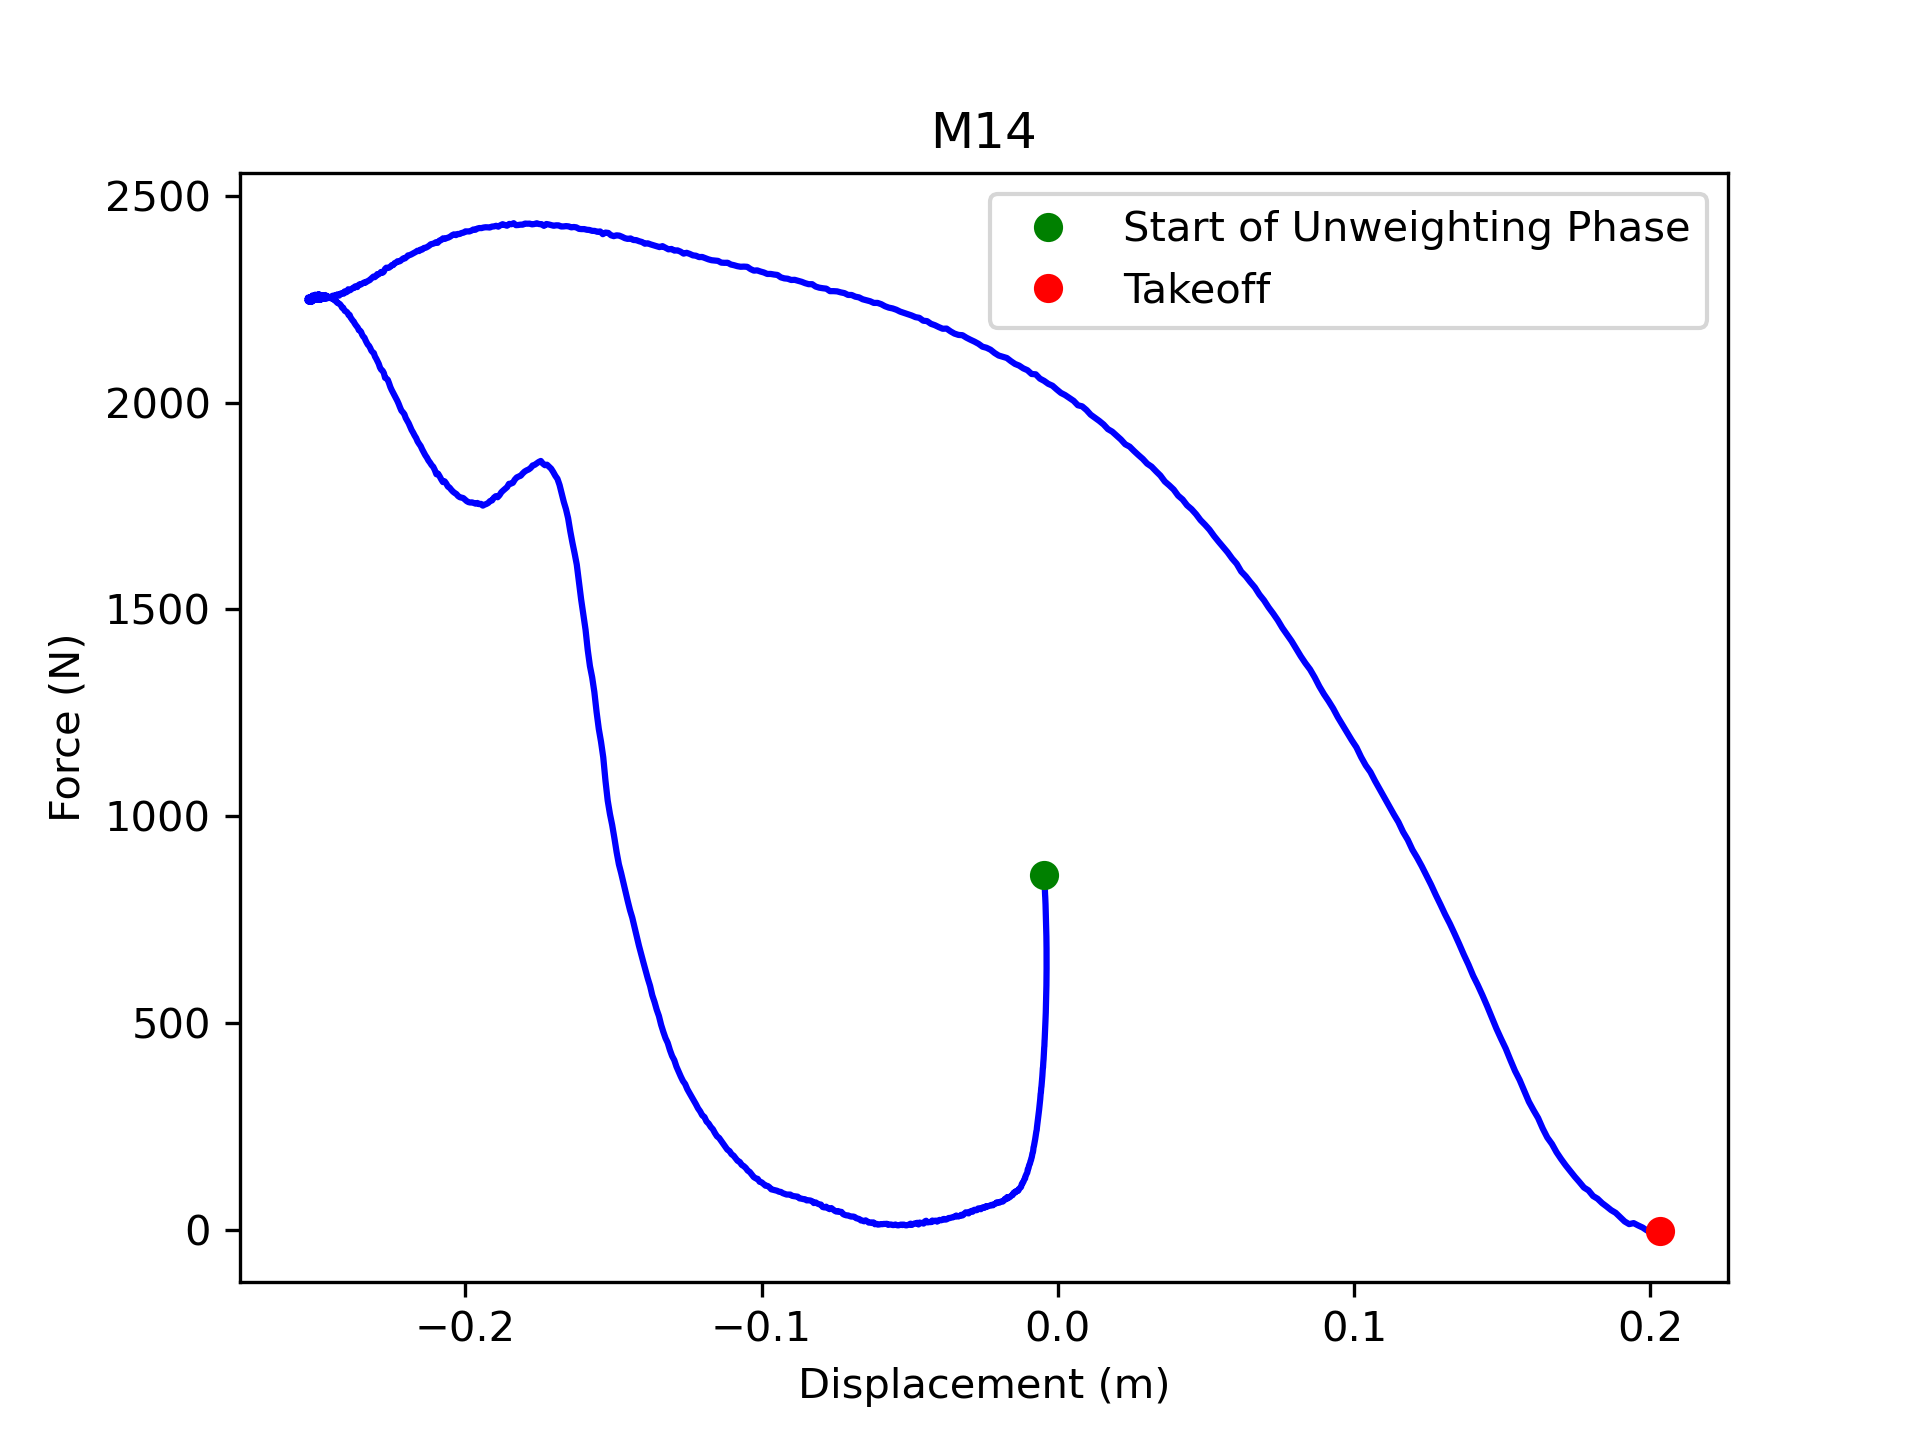 M14
Start of Unweighting Phase
Takeoff
2500
2000
1500
1000
500
0
Force (N)
−0.2 −0.1 0.0 0.1 0.2
Displacement (m)